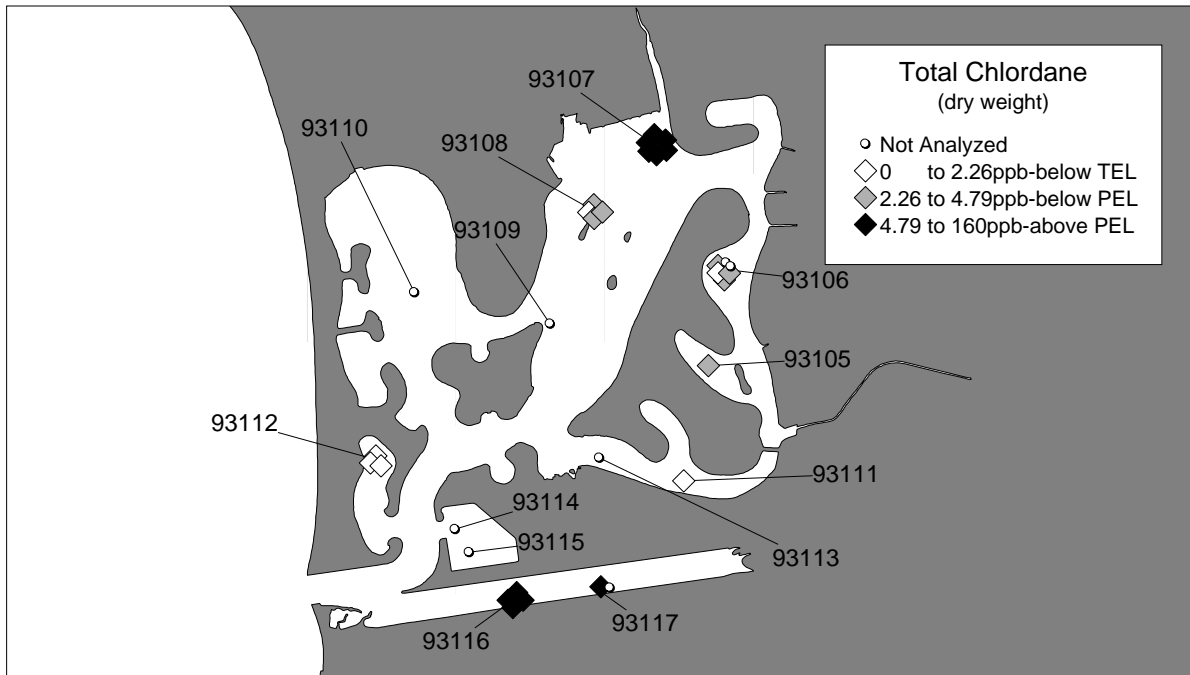 Total Chlordane
(dry weight)
Not Analyzed
0 to 2.26ppb-below TEL
2.26 to 4.79ppb-below PEL
4.79 to 160ppb-above PEL
93107
93110
93108
93109
93106
93105
93112
93111
93114
93115
93113
93117
93116